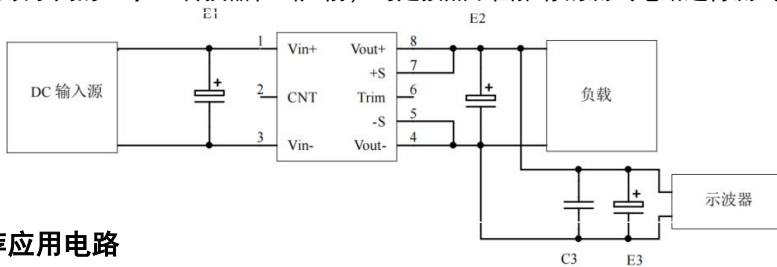 E1
E2
1 Vin+ Vout+ 8
+S 7
DC 输入源
+
2 CNT Trim 6
+
负载
-S 5
3 Vin- Vout- 4
+
示波器
荐应用电路
C3 E3